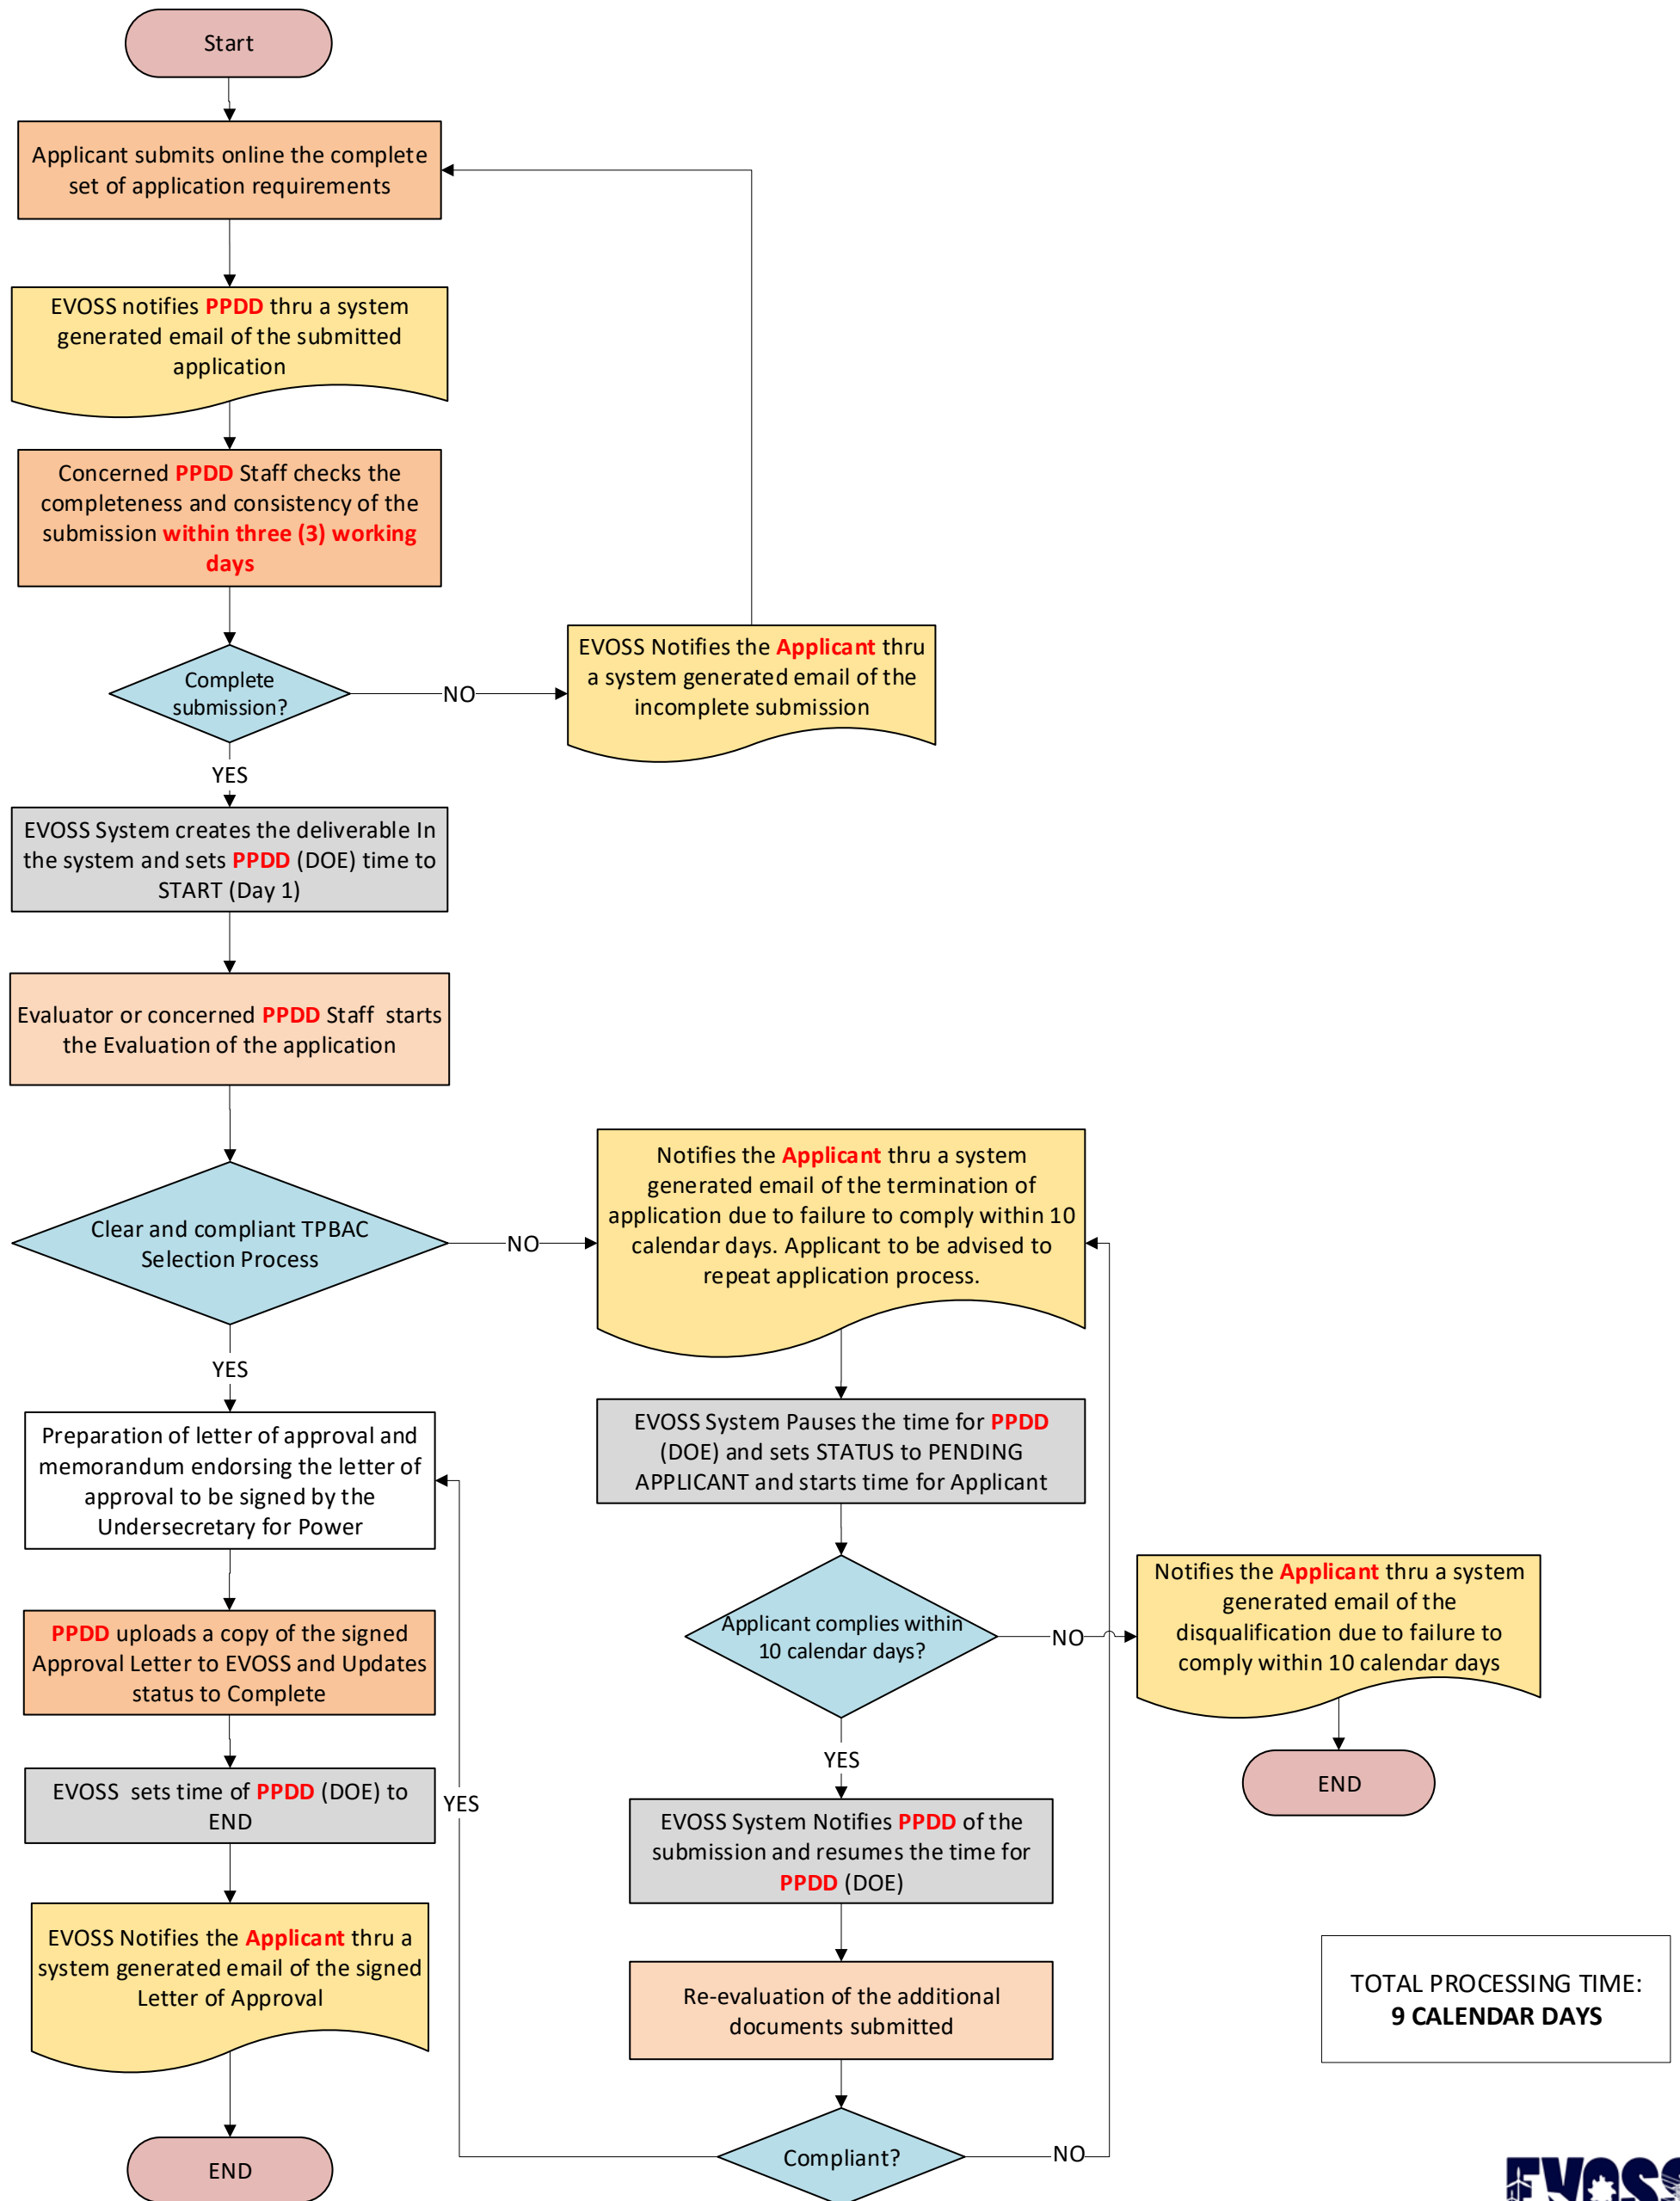 Start
Applicant submits online the complete
set of application requirements
EVOSS notifies PPDD thru a system
generated email of the submitted
application
Concerned PPDD Staff checks the
completeness and consistency of the
submission within three (3) working
days
Complete
submission?
NO
EVOSS Notifies the Applicant thru
a system generated email of the
incomplete submission
YES
EVOSS System creates the deliverable In
the system and sets PPDD (DOE) time to
START (Day 1)
Evaluator or concerned PPDD Staff starts
the Evaluation of the application
Clear and compliant TPBAC
Selection Process
NO
Notifies the Applicant thru a system
generated email of the termination of
application due to failure to comply within 10
calendar days. Applicant to be advised to
repeat application process.
YES
Preparation of letter of approval and
memorandum endorsing the letter of
approval to be signed by the
Undersecretary for Power
EVOSS System Pauses the time for PPDD
(DOE) and sets STATUS to PENDING
APPLICANT and starts time for Applicant
Applicant complies within
10 calendar days?
NO
Notifies the Applicant thru a system
generated email of the
disqualification due to failure to
comply within 10 calendar days
END
PPDD uploads a copy of the signed
Approval Letter to EVOSS and Updates
status to Complete
YES
EVOSS sets time of PPDD (DOE) to
END
YES
EVOSS System Notifies PPDD of the
submission and resumes the time for
PPDD (DOE)
EVOSS Notifies the Applicant thru a
system generated email of the signed
Letter of Approval
Re-evaluation of the additional
documents submitted
TOTAL PROCESSING TIME:
9 CALENDAR DAYS
END
Compliant?
NO
EVOSS